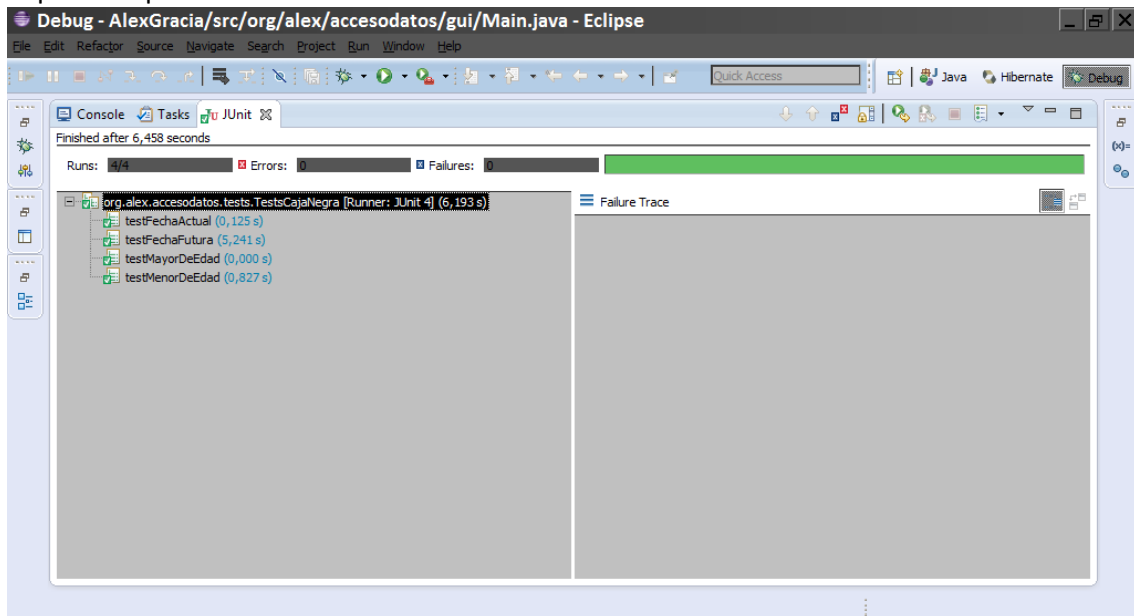 Debug - AlexGracia/src/org/alex/accesodatos/gui/Main.java - Eclipse
File Edit Refactor Source Navigate Search Project Run Window Help
Quick Access Java Hibernate Debug
Console Tasks JUnit
Finished after 6,458 seconds
Runs: 4/4 Errors: 0 Failures: 0
org.alex.accesodatos.tests.TestsCajaNegra [Runner: JUnit 4] (6,193 s)
Failure Trace
testFechaActual (0,125 s)
testFechaFutura (5,241 s)
testMayorDeEdad (0,000 s)
testMenorDeEdad (0,827 s)